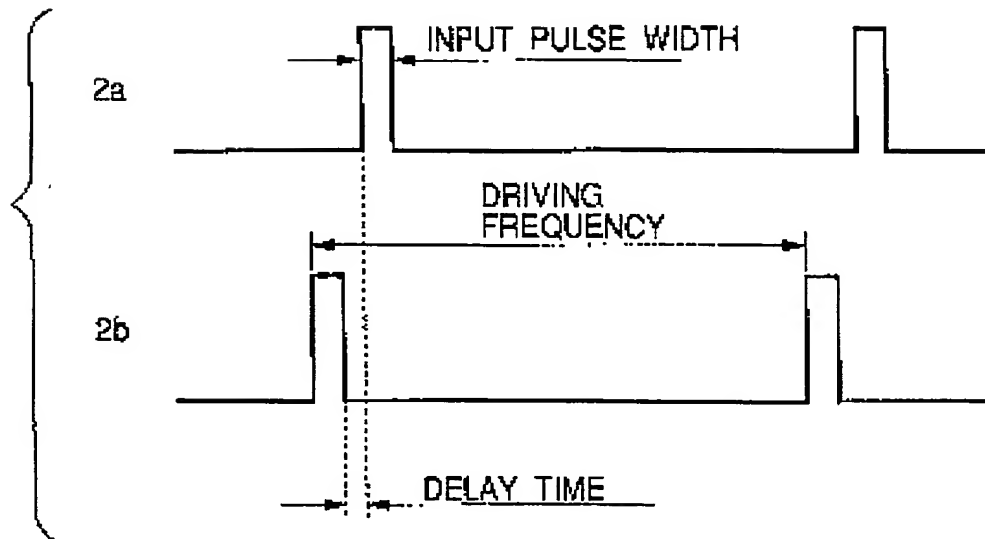 INPUT PULSE WIDTH
2a
DRIVING
FREQUENCY
2b
DELAY TIME